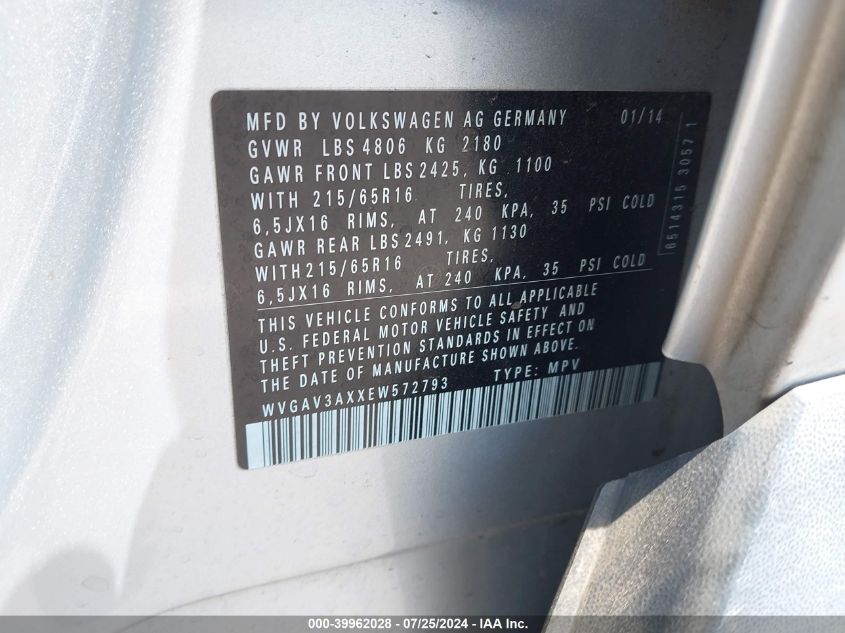 MFD BY VOLKSWAGEN AG GERMANY 01/14
GVWR LBS 4806 KG 2180
GAWR FRONT LBS 2425, KG 1100
WITH 215/65R16 TIRES,
6,5JX16 RIMS, AT 240 KPA, 35 PSI COLD
GAWR REAR LBS 2491, KG 1130
WITH 215/65R16 TIRES,
6,5JX16 RIMS, AT 240 KPA, 35 PSI COLD
THIS VEHICLE CONFORMS TO ALL APPLICABLE
U.S. FEDERAL MOTOR VEHICLE SAFETY AND
THEFT PREVENTION STANDARDS IN EFFECT ON
THE DATE OF MANUFACTURE SHOWN ABOVE.
WVGAV3AXXEW572793 TYPE: MPV
6514315 3057 1
000-39962028 - 07/25/2024 - IAA Inc.